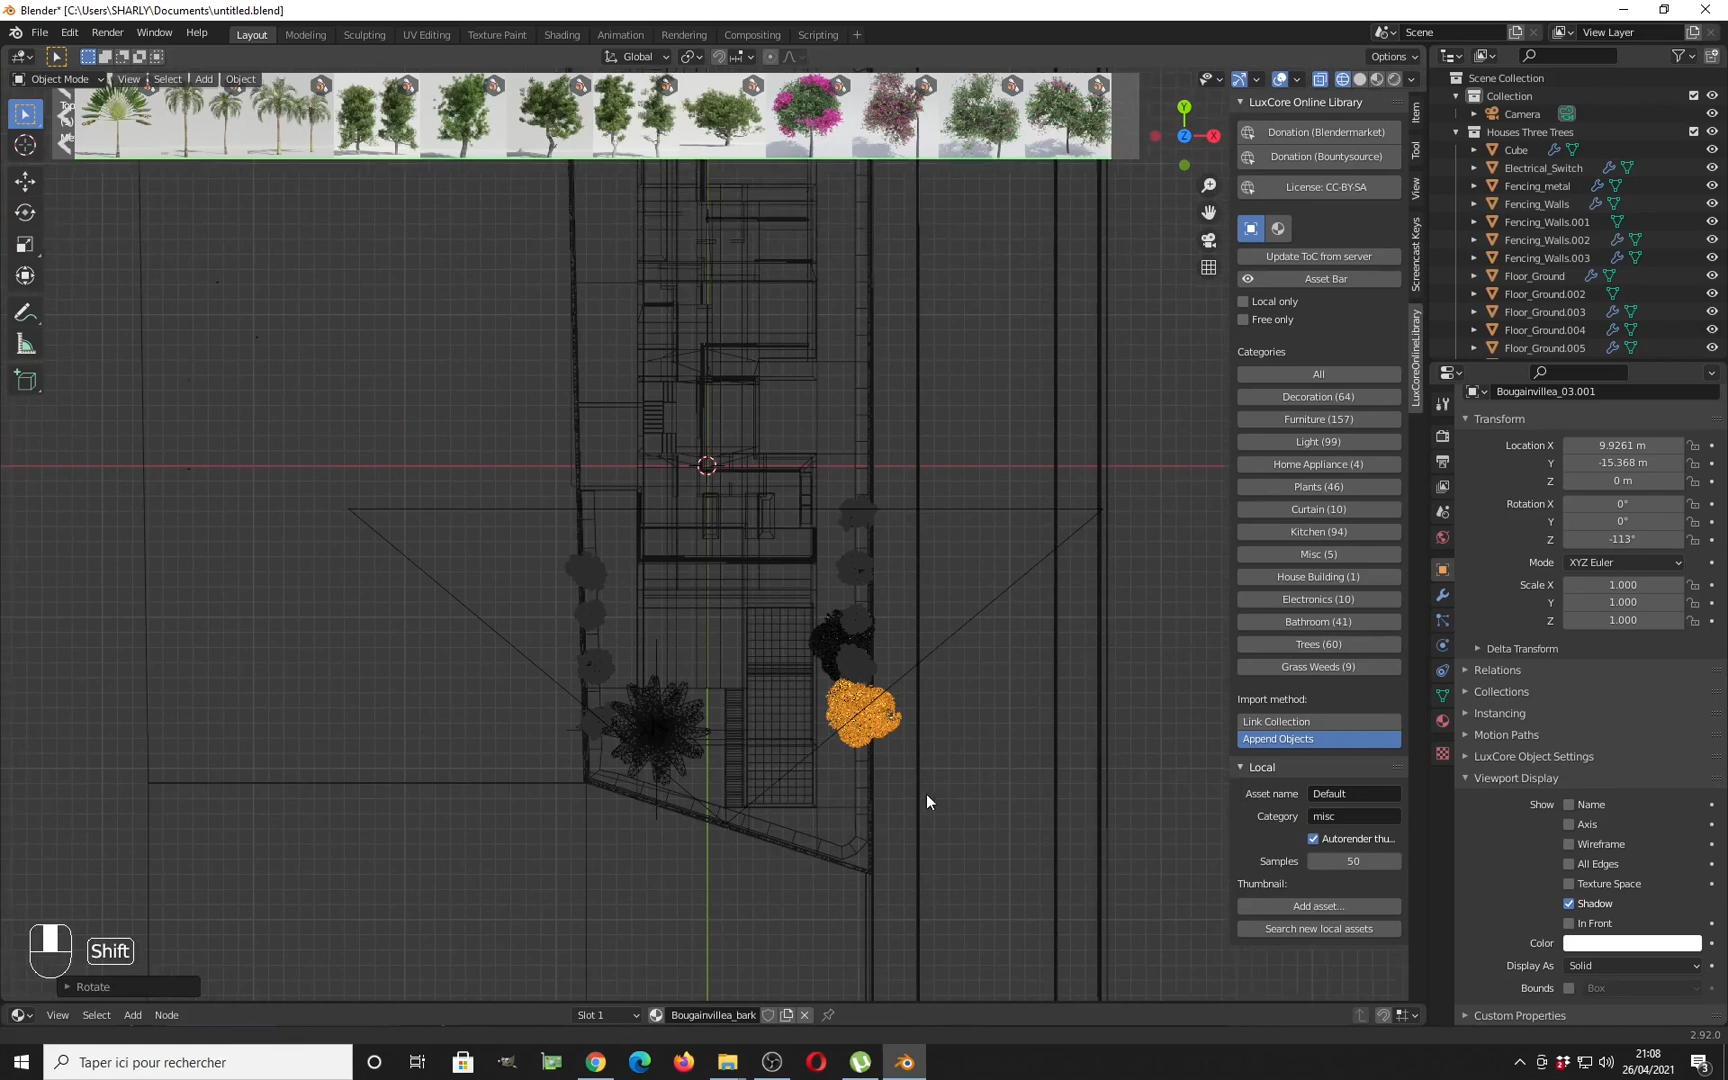 Blender* [C:\Users\SHARLY\Documents\untitled.blend]
File Edit Render Window Help
Layout Modeling Sculpting UV Editing Texture Paint Shading Animation Rendering Compositing Scripting +
Scene
View Layer
Global
Options
Object Mode View Select Add Object
Y
Z
X
LuxCore Online Library
Donation (Blendermarket)
Donation (Bountysource)
License: CC-BY-SA
Update ToC from server
Asset Bar
Local only
Free only
Categories
All
Decoration (64)
Furniture (157)
Light (99)
Home Appliance (4)
Plants (46)
Curtain (10)
Kitchen (94)
Misc (5)
House Building (1)
Electronics (10)
Bathroom (41)
Trees (60)
Grass Weeds (9)
Import method:
Link Collection
Append Objects
Local
Asset name Default
Category misc
Autorender thu...
Samples 50
Thumbnail:
Add asset...
Search new local assets
Item
Tool
View
Screencast Keys
LuxCoreOnlineLibrary
Scene Collection
Collection
Camera
Houses Three Trees
Cube
Electrical_Switch
Fencing_metal
Fencing_Walls
Fencing_Walls.001
Fencing_Walls.002
Fencing_Walls.003
Floor_Ground
Floor_Ground.002
Floor_Ground.003
Floor_Ground.004
Floor_Ground.005
Bougainvillea_03.001
Transform
Location X 9.9261 m
Y -15.368 m
Z 0 m
Rotation X 0°
Y 0°
Z -113°
Mode XYZ Euler
Scale X 1.000
Y 1.000
Z 1.000
Delta Transform
Relations
Collections
Instancing
Motion Paths
LuxCore Object Settings
Viewport Display
Show Name
Axis
Wireframe
All Edges
Texture Space
Shadow
In Front
Color
Display As Solid
Bounds Box
Custom Properties
Shift
Rotate
View Select Add Node
Slot 1
Bougainvillea_bark
2.92.0
Taper ici pour rechercher
21:08
26/04/2021
3